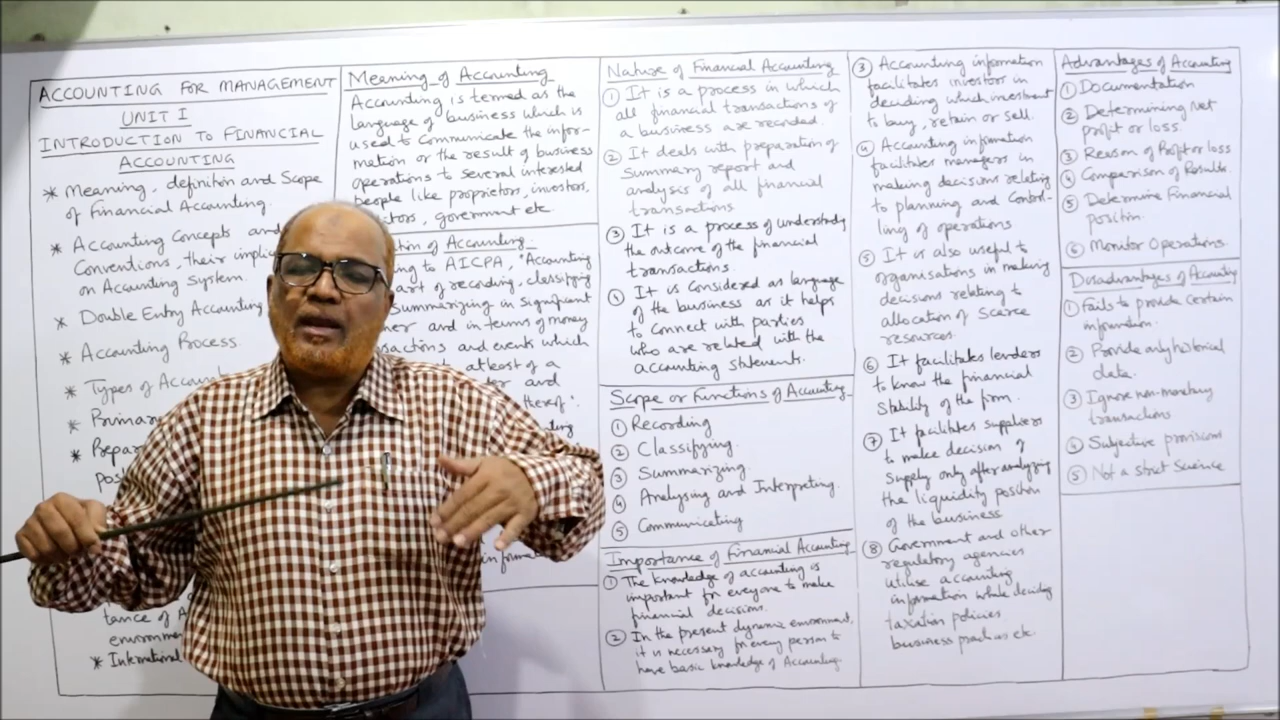 ACCOUNTING FOR MANAGEMENT
UNIT I
INTRODUCTION TO FINANCIAL
ACCOUNTING
* Meaning, definition and Scope
of Financial Accounting.
* Accounting Concepts and
Conventions, their implic
on Accounting system.
* Double Entry Accounting
* Accounting Process.
* Types of Accoun
* Primar
* Prepar
Pos
tance of A
environmen
* International
Meaning of Accounting
Accounting is termed as the
language of business which is
used to communicate the infor-
mation or the result of business
operations to several interested
people like proprietors, investors,
itors, government etc.
ition of Accounting.
ing to AICPA, "Accounting
art of recording, classifying
Summarizing in significant
ner and in terms of money
nsactions and events which
at least of a
and
thereof".
informat
Nature of Financial Accounting
① It is a process in which
all financial transactions of
a business are recorded.
② It deals with preparation of
summary report and
analysis of all financial
transactions
③ It is a process of understandg
the outcome of the financial
transactions.
④ It is considered as language
of the business as it helps
to connect with parties
who are related with the
accounting statements.
Scope or Functions of Accounting
① Recording
② Classifying.
③ Summarizing.
④ Analysing and Interpreting.
⑤ Communicating
Importance of Financial Accounting
① The knowledge of accounting is
important for everyone to make
financial decisions.
② In the present dynamic environment,
it is necessary for every person to
have basic knowledge of Accounting.
③ Accounting information
facilitates investor in
deciding which investment
to buy, retain or sell.
④ Accounting information
facilitates managers in
making decisions relating
to planning and control-
ling of operations
⑤ It is also useful to
organisations in making
decisions relating to
allocation of scarce
resources.
⑥ It facilitates lenders
to know the financial
stability of the firm.
⑦ It facilitates suppliers
to make decision of
supply only after analyzing
the liquidity position
of the business
⑧ Government and other
regulatory agencies
utilise accounting
information while deciding
taxation policies
business practices etc.
Advantages of Accounting
① Documentation
② Determining Net
profit or loss.
③ Reason of Profit or loss
④ Comparison of Results.
⑤ Determine Financial
position.
⑥ Monitor Operations.
Disadvantages of Accounting
① Fails to provide certain
information.
② Provide only historical
data.
③ Ignore non-monetary
transactions
④ Subjective provisions
⑤ Not a strict Science